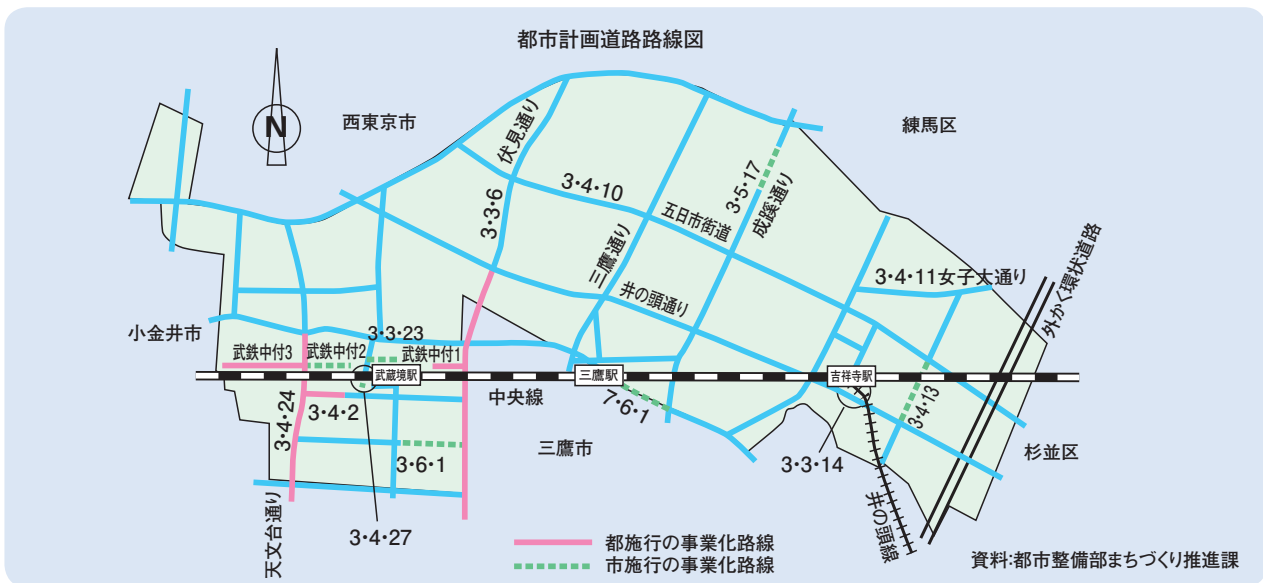 都市計画道路路線図
N
西東京市
練馬区
伏見通り
3・3・6
3・4・10
三鷹通り
五日市街道
3・5・17
成蹊通り
井の頭通り
3・4・11女子大通り
外かく環状道路
小金井市
3・3・23
武鉄中付3
武鉄中付2
武鉄中付1
武蔵境駅
中央線
三鷹駅
吉祥寺駅
3・4・24
3・4・2
7・6・1
3・4・13
3・6・1
三鷹市
3・3・14
杉並区
天文台通り
3・4・27
井の頭線
都施行の事業化路線
市施行の事業化路線
資料:都市整備部まちづくり推進課